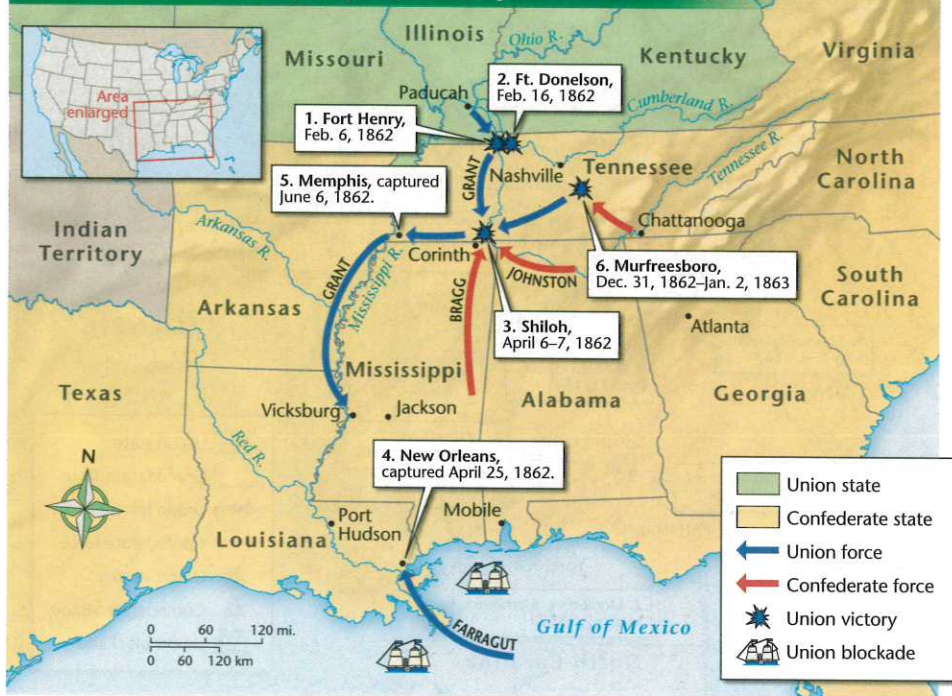 Illinois
Ohio R.
Missouri
Kentucky
Virginia
Area
enlarged
Paducah
2. Ft. Donelson,
Feb. 16, 1862
Cumberland R.
1. Fort Henry,
Feb. 6, 1862
GRANT
Nashville
Tennessee
Tennessee R.
North
Carolina
5. Memphis, captured
June 6, 1862.
Indian
Territory
Arkansas R.
Chattanooga
Corinth
JOHNSTON
6. Murfreesboro,
Dec. 31, 1862–Jan. 2, 1863
South
Carolina
GRANT
Mississippi R.
Arkansas
BRAGG
3. Shiloh,
April 6–7, 1862
Atlanta
Mississippi
Texas
Alabama
Georgia
Vicksburg
Jackson
Red R.
N
4. New Orleans,
captured April 25, 1862.
Port
Hudson
Mobile
Louisiana
FARRAGUT
Gulf of Mexico
0 60 120 mi.
0 60 120 km
Union state
Confederate state
Union force
Confederate force
Union victory
Union blockade